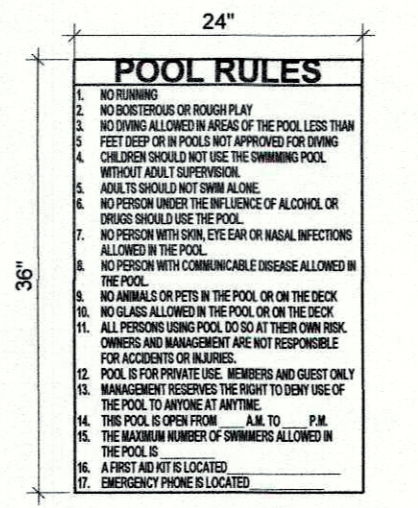 24"
36"
POOL RULES
1. NO RUNNING
2. NO BOISTEROUS OR ROUGH PLAY
3. NO DIVING ALLOWED IN AREAS OF THE POOL LESS THAN
5 FEET DEEP OR IN POOLS NOT APPROVED FOR DIVING
4. CHILDREN SHOULD NOT USE THE SWIMMING POOL
WITHOUT ADULT SUPERVISION.
5. ADULTS SHOULD NOT SWIM ALONE.
6. NO PERSON UNDER THE INFLUENCE OF ALCOHOL OR
DRUGS SHOULD USE THE POOL.
7. NO PERSON WITH SKIN, EYE EAR OR NASAL INFECTIONS
ALLOWED IN THE POOL.
8. NO PERSON WITH COMMUNICABLE DISEASE ALLOWED IN
THE POOL.
9. NO ANIMALS OR PETS IN THE POOL OR ON THE DECK
10. NO GLASS ALLOWED IN THE POOL OR ON THE DECK
11. ALL PERSONS USING POOL DO SO AT THEIR OWN RISK.
OWNERS AND MANAGEMENT ARE NOT RESPONSIBLE
FOR ACCIDENTS OR INJURIES.
12. POOL IS FOR PRIVATE USE. MEMBERS AND GUEST ONLY
13. MANAGEMENT RESERVES THE RIGHT TO DENY USE OF
THE POOL TO ANYONE AT ANYTIME.
14. THIS POOL IS OPEN FROM ____ A.M. TO ____ P.M.
15. THE MAXIMUM NUMBER OF SWIMMERS ALLOWED IN
THE POOL IS ________
16. A FIRST AID KIT IS LOCATED________________
17. EMERGENCY PHONE IS LOCATED___________